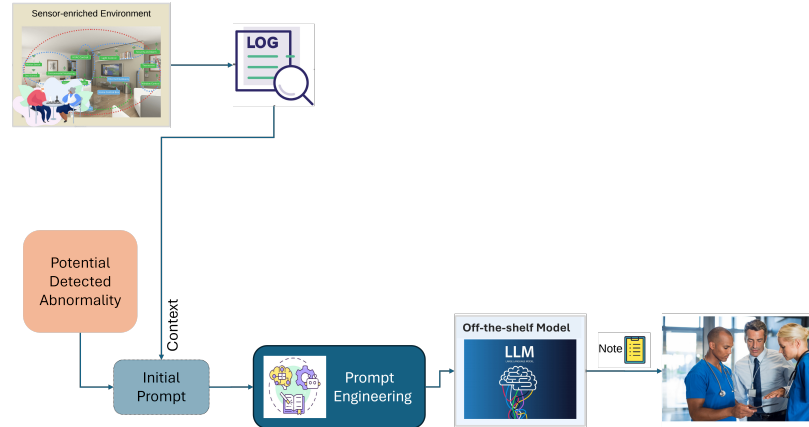 Sensor-enriched Environment
LOG
Potential
Detected
Abnormality
Context
Initial
Prompt
Prompt
Engineering
Off-the-shelf Model
LLM
Note